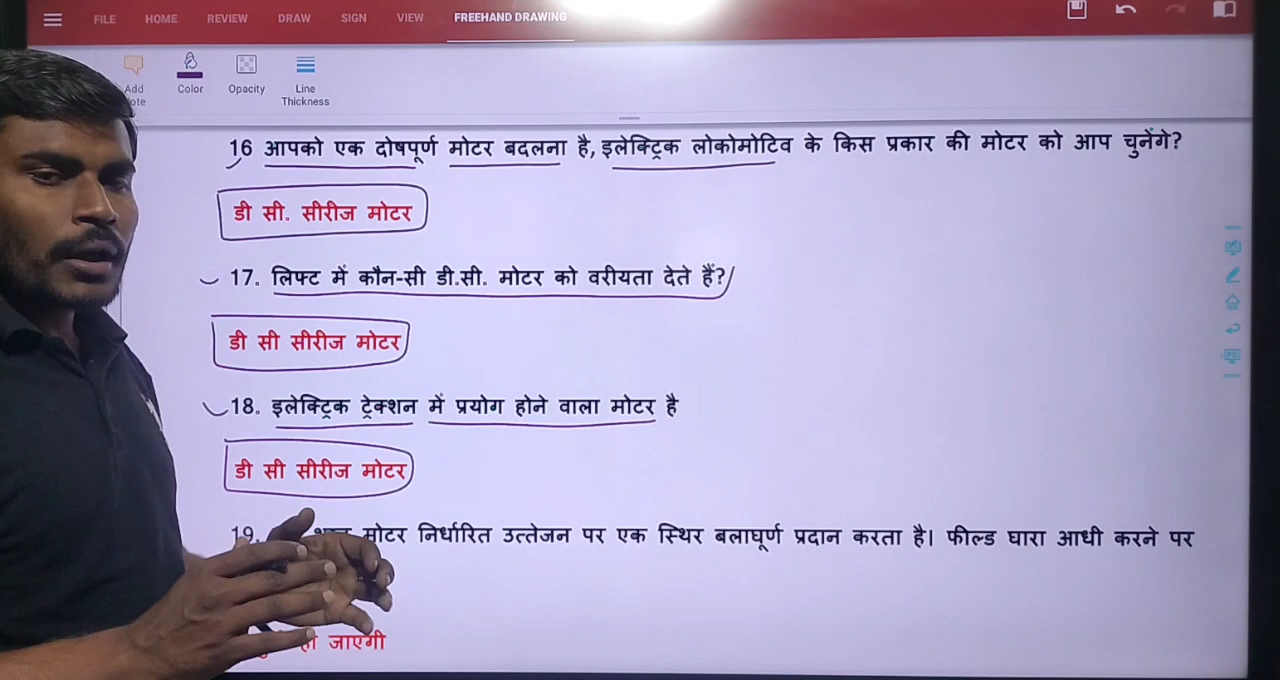 FILE HOME REVIEW DRAW SIGN VIEW FREEHAND DRAWING
Add Color Opacity Line
Thickness
16 आपको एक दोषपूर्ण मोटर बदलना है, इलेक्ट्रिक लोकोमोटिव के किस प्रकार की मोटर को आप चुनेंगे?
डी सी. सीरीज मोटर
17. लिफ्ट में कौन-सी डी.सी. मोटर को वरीयता देते हैं?/
डी सी सीरीज मोटर
18. इलेक्ट्रिक ट्रेक्शन में प्रयोग होने वाला मोटर है
डी सी सीरीज मोटर
19. मोटर निर्धारित उत्तेजन पर एक स्थिर बलाघूर्ण प्रदान करता है। फील्ड घारा आधी करने पर
जाएगी